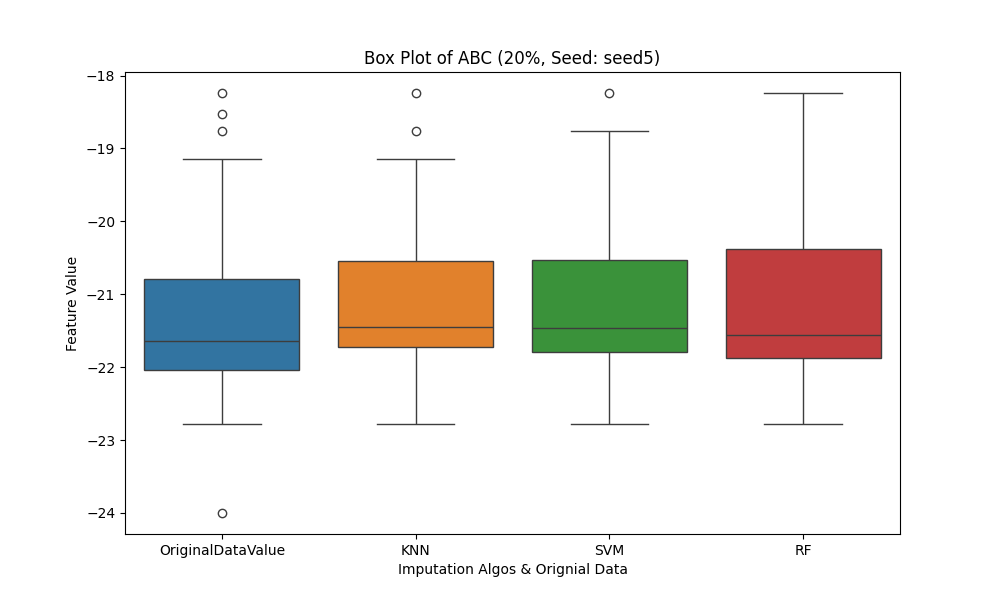 Box Plot of ABC (20%, Seed: seed5)
−18
−19
−20
−21
−22
−23
−24
Feature Value
OriginalDataValue KNN SVM RF
Imputation Algos & Orignial Data